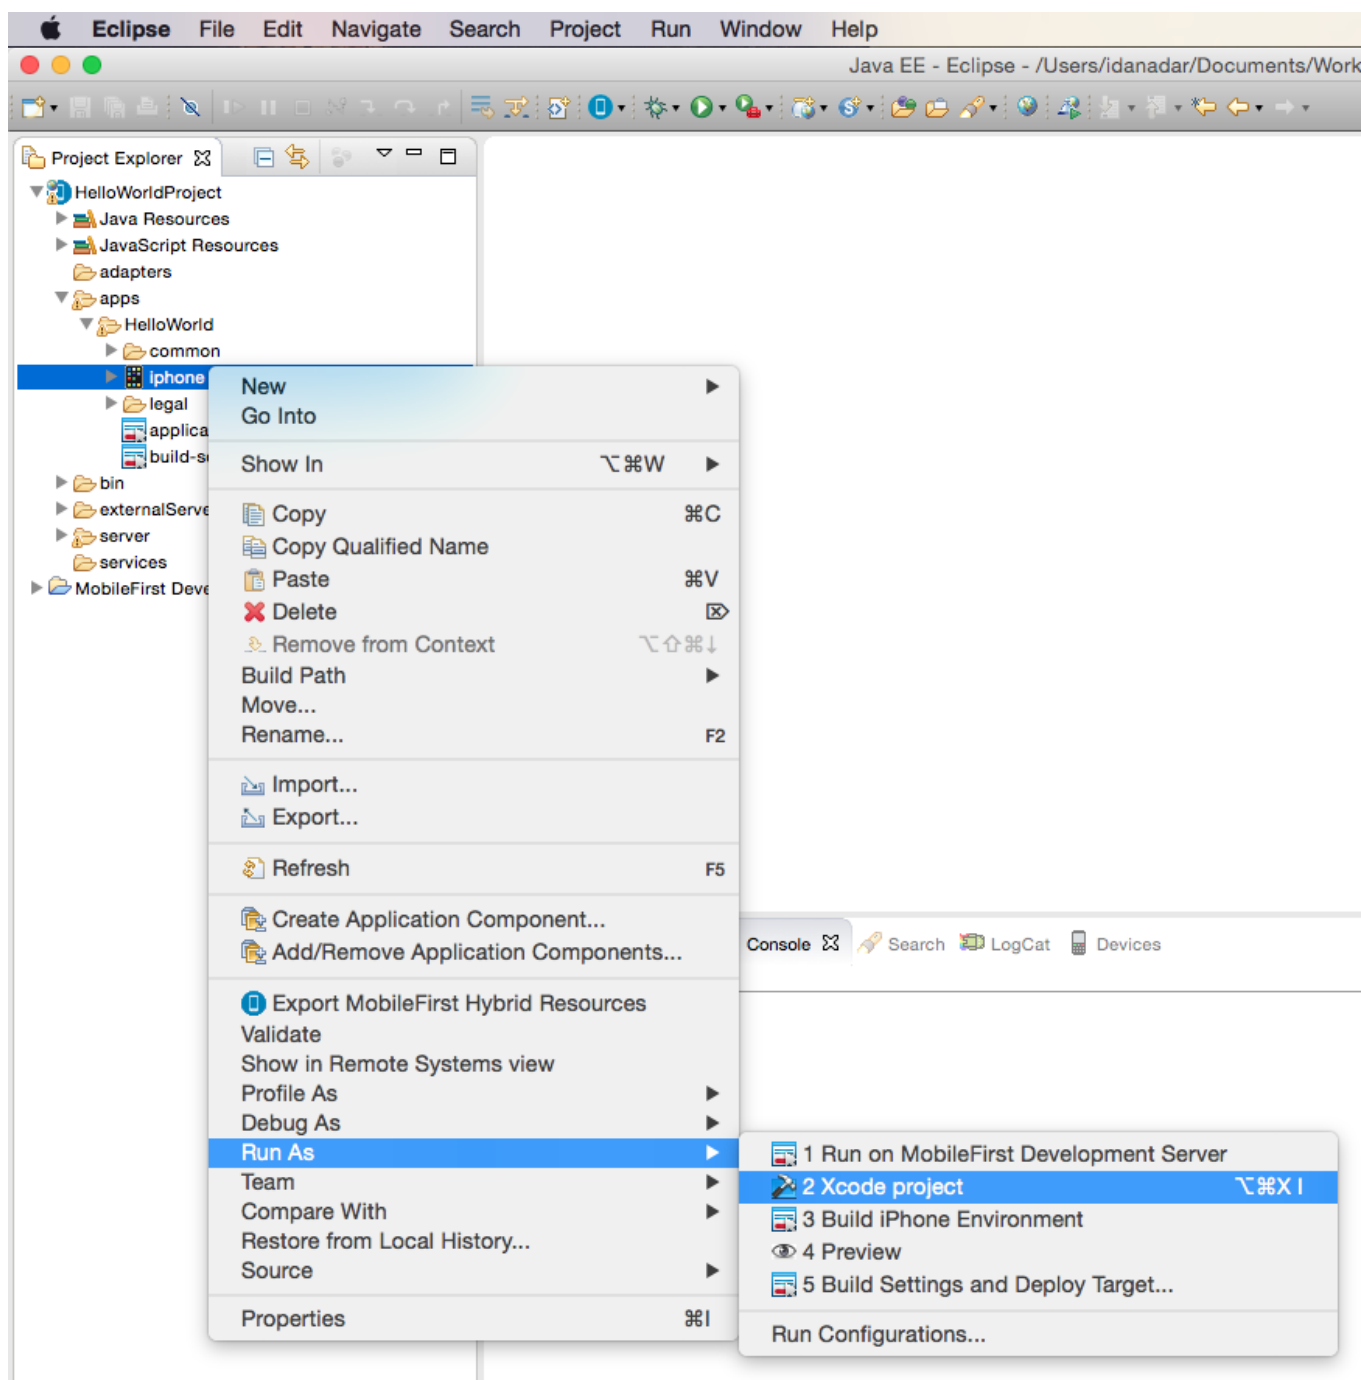 Eclipse File Edit Navigate Search Project Run Window Help
Java EE - Eclipse - /Users/idanadar/Documents/Work
Project Explorer
HelloWorldProject
Java Resources
JavaScript Resources
adapters
apps
HelloWorld
common
iphone
legal
applica
build-s
bin
externalServe
server
services
MobileFirst Deve
New
Go Into
Show In ⌥⌘W
Copy ⌘C
Copy Qualified Name
Paste ⌘V
Delete ⌦
Remove from Context ⌥⇧⌘↓
Build Path
Move...
Rename... F2
Import...
Export...
Refresh F5
Create Application Component...
Add/Remove Application Components...
Export MobileFirst Hybrid Resources
Validate
Show in Remote Systems view
Profile As
Debug As
Run As
Team
Compare With
Restore from Local History...
Source
Properties ⌘I
Console Search LogCat Devices
1 Run on MobileFirst Development Server
2 Xcode project ⌥⌘X I
3 Build iPhone Environment
4 Preview
5 Build Settings and Deploy Target...
Run Configurations...